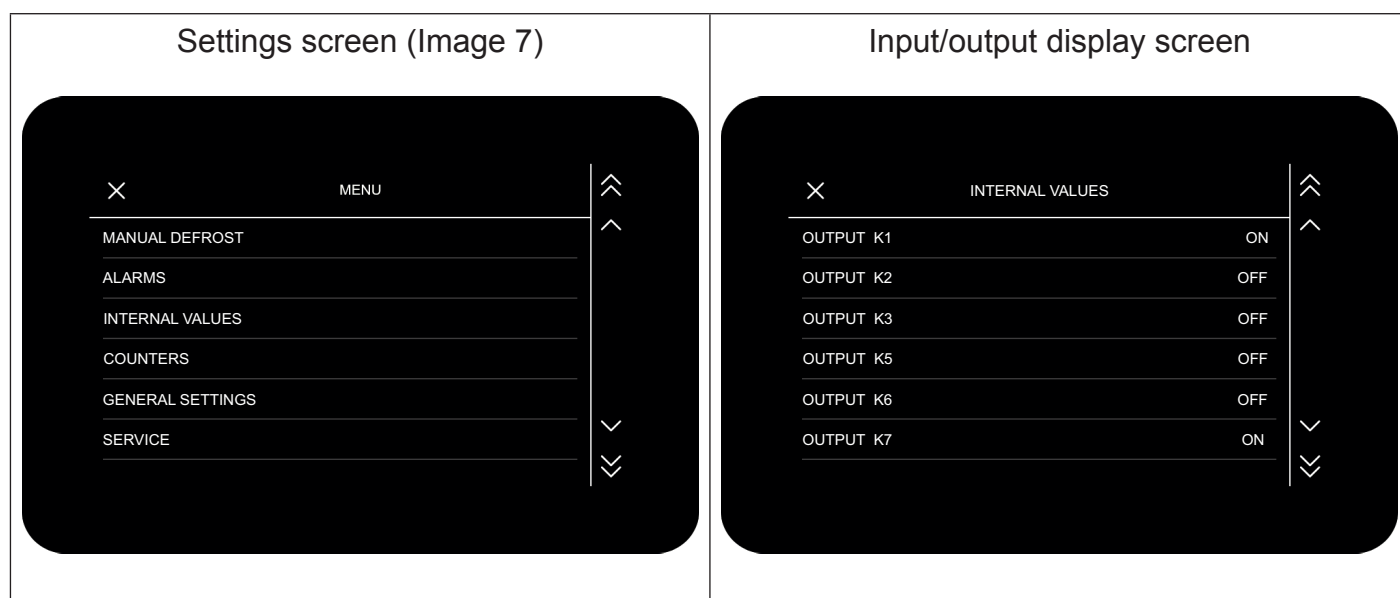 Settings screen (Image 7)
MENU
MANUAL DEFROST
ALARMS
INTERNAL VALUES
COUNTERS
GENERAL SETTINGS
SERVICE
Input/output display screen
INTERNAL VALUES
OUTPUT K1 ON
OUTPUT K2 OFF
OUTPUT K3 OFF
OUTPUT K5 OFF
OUTPUT K6 OFF
OUTPUT K7 ON